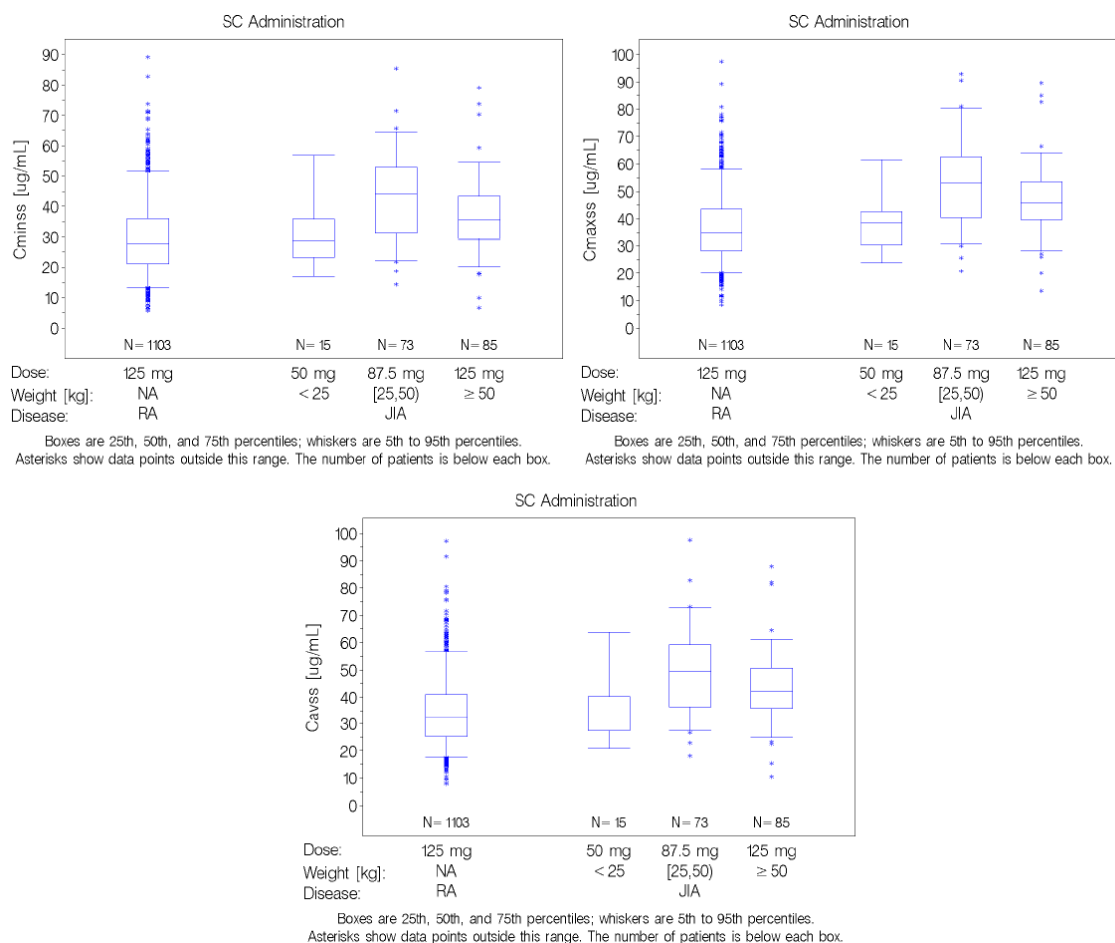 SC Administration
Cminss [ug/mL]
90
80
70
60
50
40
30
20
10
0
N= 1103 N= 15 N= 73 N= 85
Dose: 125 mg 50 mg 87.5 mg 125 mg
Weight [kg]: NA < 25 [25,50) ≥ 50
Disease: RA JIA
Boxes are 25th, 50th, and 75th percentiles; whiskers are 5th to 95th percentiles.
Asterisks show data points outside this range. The number of patients is below each box.
SC Administration
Cmaxss [ug/mL]
100
90
80
70
60
50
40
30
20
10
0
N= 1103 N= 15 N= 73 N= 85
Dose: 125 mg 50 mg 87.5 mg 125 mg
Weight [kg]: NA < 25 [25,50) ≥ 50
Disease: RA JIA
Boxes are 25th, 50th, and 75th percentiles; whiskers are 5th to 95th percentiles.
Asterisks show data points outside this range. The number of patients is below each box.
SC Administration
Cavss [ug/mL]
100
90
80
70
60
50
40
30
20
10
0
N= 1103 N= 15 N= 73 N= 85
Dose: 125 mg 50 mg 87.5 mg 125 mg
Weight [kg]: NA < 25 [25,50) ≥ 50
Disease: RA JIA
Boxes are 25th, 50th, and 75th percentiles; whiskers are 5th to 95th percentiles.
Asterisks show data points outside this range. The number of patients is below each box.